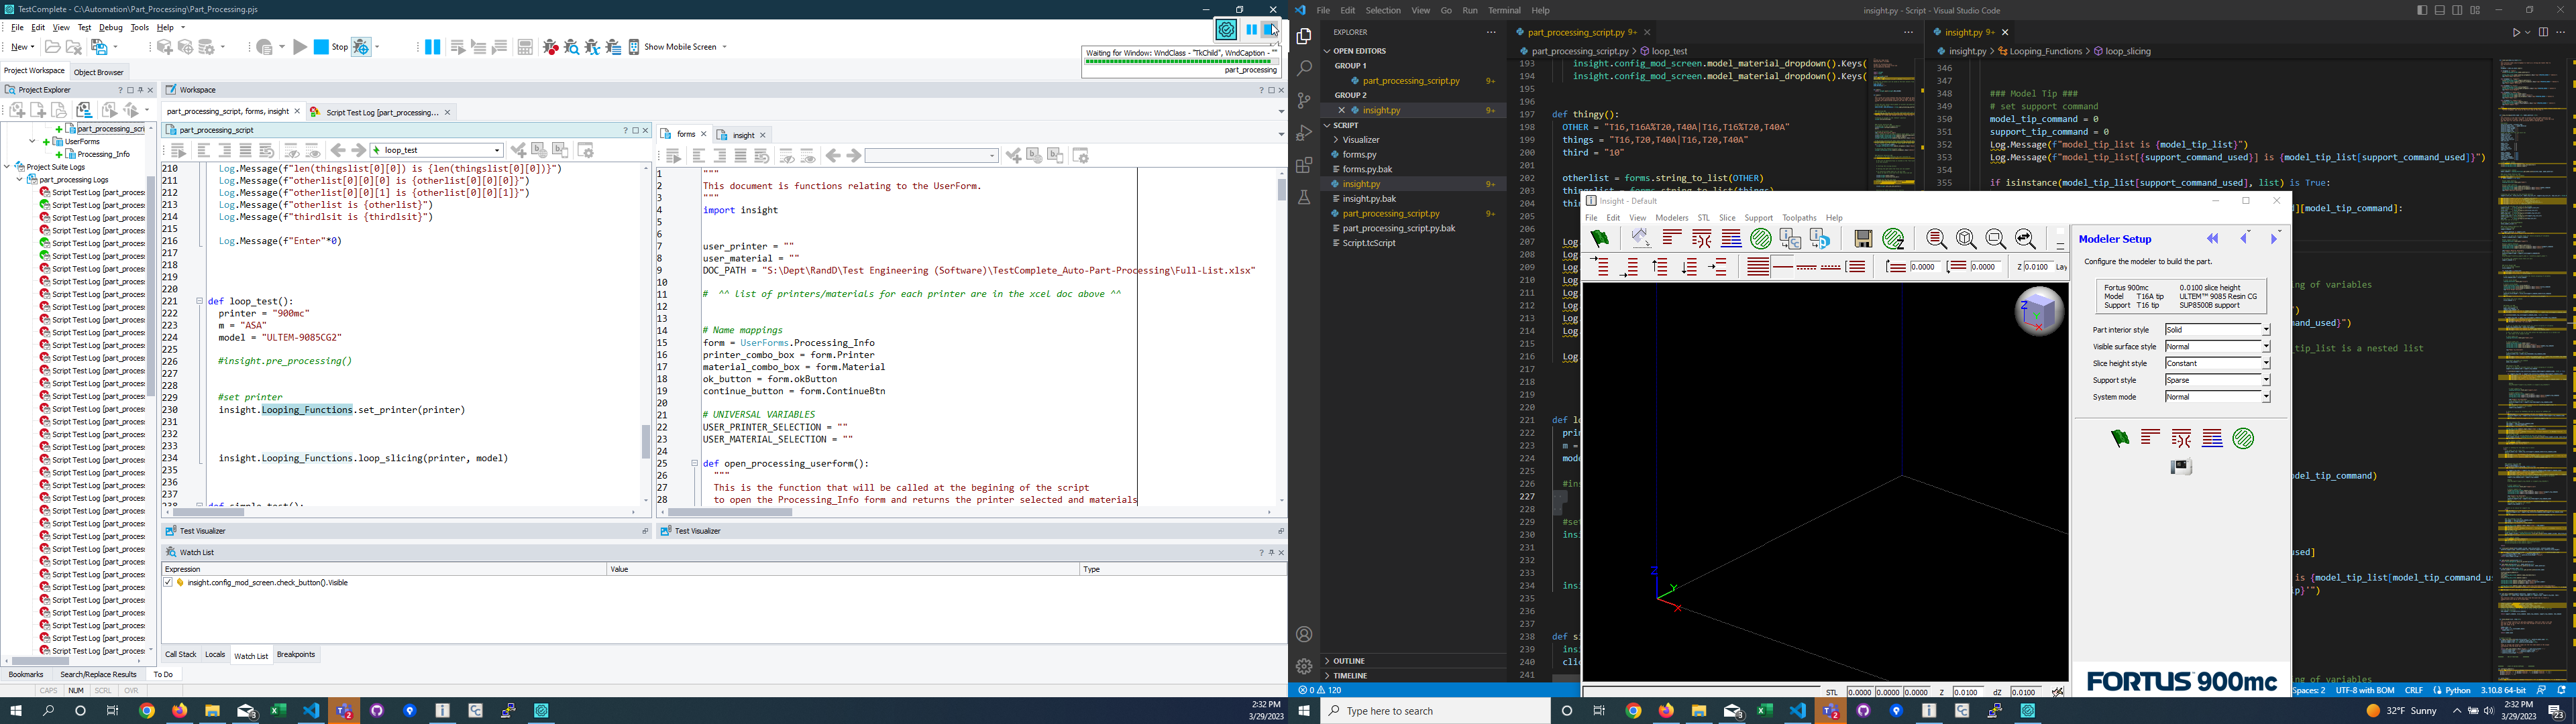 TestComplete - C:\Automation\Part_Processing\Part_Processing.pjs
File Edit View Test Debug Tools Help
New
Stop
Show Mobile Screen
Waiting for Window: WndClass - "TkChild", WndCaption - ""
part_processing
Project Workspace Object Browser
Project Explorer
Workspace
part_processing_script, forms, insight
Script Test Log [part_processing...
part_processing_script
forms
insight
loop_test
part_processing_scri
UserForms
Processing_Info
Project Suite Logs
part_processing Logs
Script Test Log [part_process
210 Log.Message(f"len(thingslist[0][0]) is {len(thingslist[0][0])}")
211 Log.Message(f"otherlist[0][0][0] is {otherlist[0][0][0]}")
212 Log.Message(f"otherlist[0][0][1] is {otherlist[0][0][1]}")
213 Log.Message(f"otherlist is {otherlist}")
214 Log.Message(f"thirdlsit is {thirdlsit}")
215
216 Log.Message(f"Enter"*0)
217
218
219
220
221 def loop_test():
222 printer = "900mc"
223 m = "ASA"
224 model = "ULTEM-9085CG2"
225
226 #insight.pre_processing()
227
228
229 #set printer
230 insight.Looping_Functions.set_printer(printer)
231
232
233
234 insight.Looping_Functions.loop_slicing(printer, model)
235
236
237
238 def simple_test():
1 """
2 This document is functions relating to the UserForm.
3 """
4 import insight
5
6
7 user_printer = ""
8 user_material = ""
9 DOC_PATH = "S:\Dept\RandD\Test Engineering (Software)\TestComplete_Auto-Part-Processing\Full-List.xlsx"
10
11 # ^^ list of printers/materials for each printer are in the xcel doc above ^^
12
13
14 # Name mappings
15 form = UserForms.Processing_Info
16 printer_combo_box = form.Printer
17 material_combo_box = form.Material
18 ok_button = form.okButton
19 continue_button = form.ContinueBtn
20
21 # UNIVERSAL VARIABLES
22 USER_PRINTER_SELECTION = ""
23 USER_MATERIAL_SELECTION = ""
24
25 def open_processing_userform():
26 """
27 This is the function that will be called at the begining of the script
28 to open the Processing_Info form and returns the printer selected and materials
Test Visualizer
Test Visualizer
Watch List
Expression Value Type
insight.config_mod_screen.check_button().Visible
Call Stack Locals Watch List Breakpoints
Bookmarks Search/Replace Results To Do
CAPS NUM SCRL OVR
2:32 PM
3/29/2023
File Edit Selection View Go Run Terminal Help
insight.py - Script - Visual Studio Code
EXPLORER
OPEN EDITORS
GROUP 1
part_processing_script.py 9+
GROUP 2
insight.py 9+
SCRIPT
Visualizer
forms.py
forms.py.bak
insight.py 9+
insight.py.bak
part_processing_script.py 9+
part_processing_script.py.bak
Script.tcScript
OUTLINE
TIMELINE
part_processing_script.py 9+
part_processing_script.py > loop_test
193 insight.config_mod_screen.model_material_dropdown().Keys(
194 insight.config_mod_screen.model_material_dropdown().Keys(
195
196
197 def thingy():
198 OTHER = "T16,T16A%T20,T40A|T16,T16%T20,T40A"
199 things = "T16,T20,T40A|T16,T20,T40A"
200 third = "10"
201
202 otherlist = forms.string_to_list(OTHER)
203 thingslist = forms.string_to_list(things)
insight.py 9+
insight.py > Looping_Functions > loop_slicing
346
347
348 ### Model Tip ###
349 # set support command
350 model_tip_command = 0
351 support_tip_command = 0
352 Log.Message(f"model_tip_list is {model_tip_list}")
353 Log.Message(f"model_tip_list[{support_command_used}] is {model_tip_list[support_command_used]}")
354
355 if isinstance(model_tip_list[support_command_used], list) is True:
][model_tip_command]:
ing of variables
_tip_list is a nested list
odel_tip_command)
used]
is {model_tip_list[model_tip_command_us
ing of variables
Insight - Default
File Edit View Modelers STL Slice Support Toolpaths Help
0.0000 0.0000 Z 0.0100 Lay
Modeler Setup
Configure the modeler to build the part.
Fortus 900mc 0.0100 slice height
Model T16A tip ULTEM™ 9085 Resin CG
Support T16 tip SUP8500B support
Part interior style Solid
Visible surface style Normal
Slice height style Constant
Support style Sparse
System mode Normal
Z Y X
FORTUS 900mc
STL 0.0000 0.0000 0.0000 Z 0.0100 dZ 0.0100
0 120
Spaces: 2 UTF-8 with BOM CRLF Python 3.10.8 64-bit
Type here to search
32°F Sunny
2:32 PM
3/29/2023